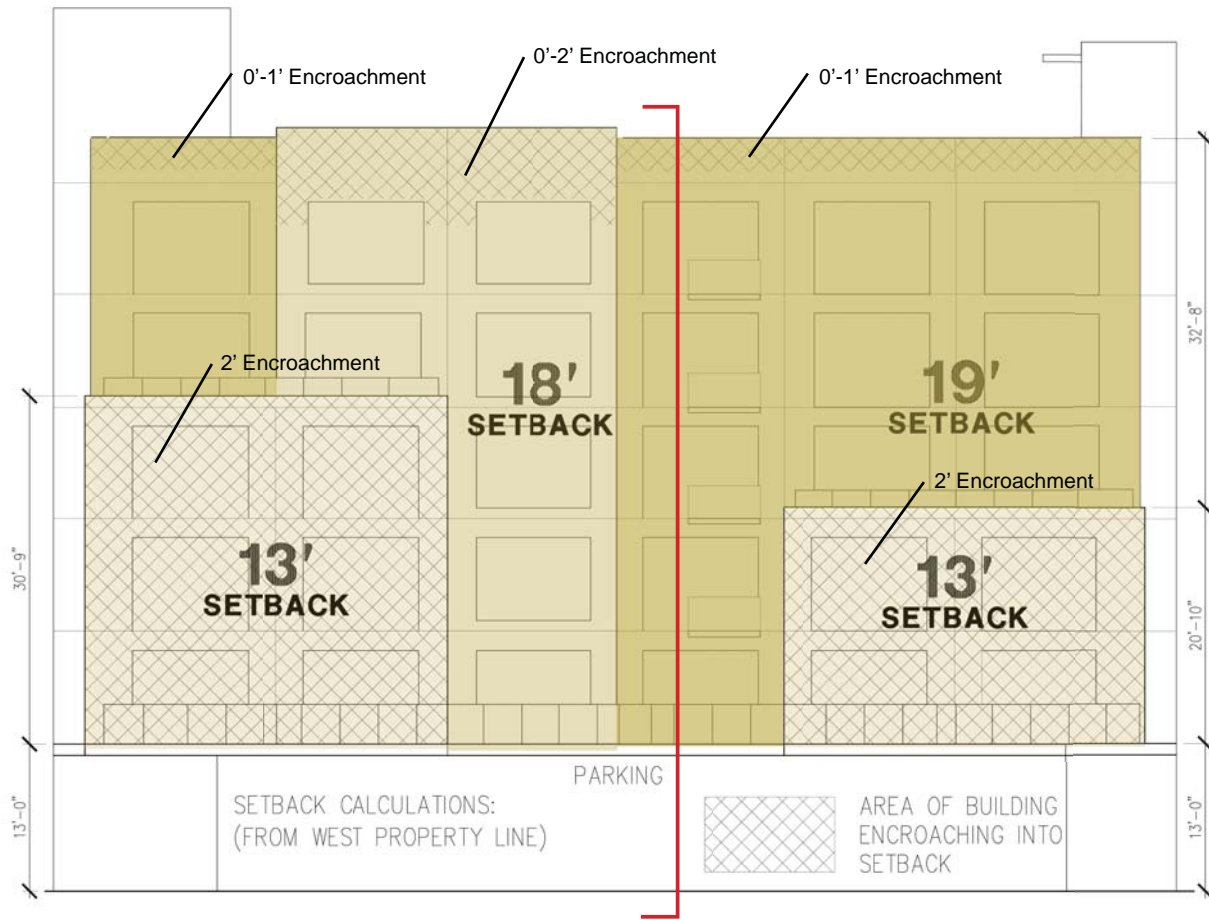 0'-2' Encroachment
0'-1' Encroachment
0'-1' Encroachment
2' Encroachment
18'
SETBACK
19'
SETBACK
2' Encroachment
13'
SETBACK
13'
SETBACK
32'-8"
30'-9"
20'-10"
13'-0"
13'-0"
PARKING
SETBACK CALCULATIONS:
(FROM WEST PROPERTY LINE)
AREA OF BUILDING
ENCROACHING INTO
SETBACK